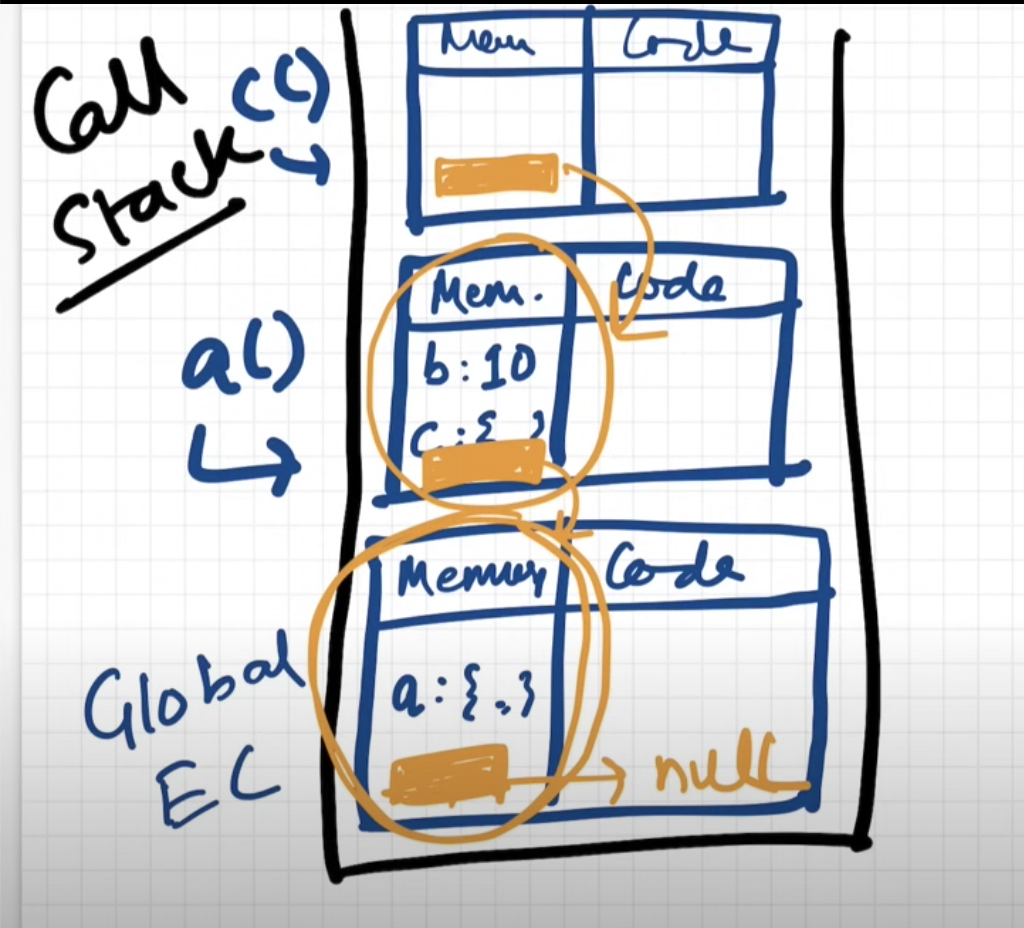 Call
Stack
c()
Mem Code
a()
Mem. Code
b:10
c:{ }
Global
EC
Memory Code
a:{.}
null